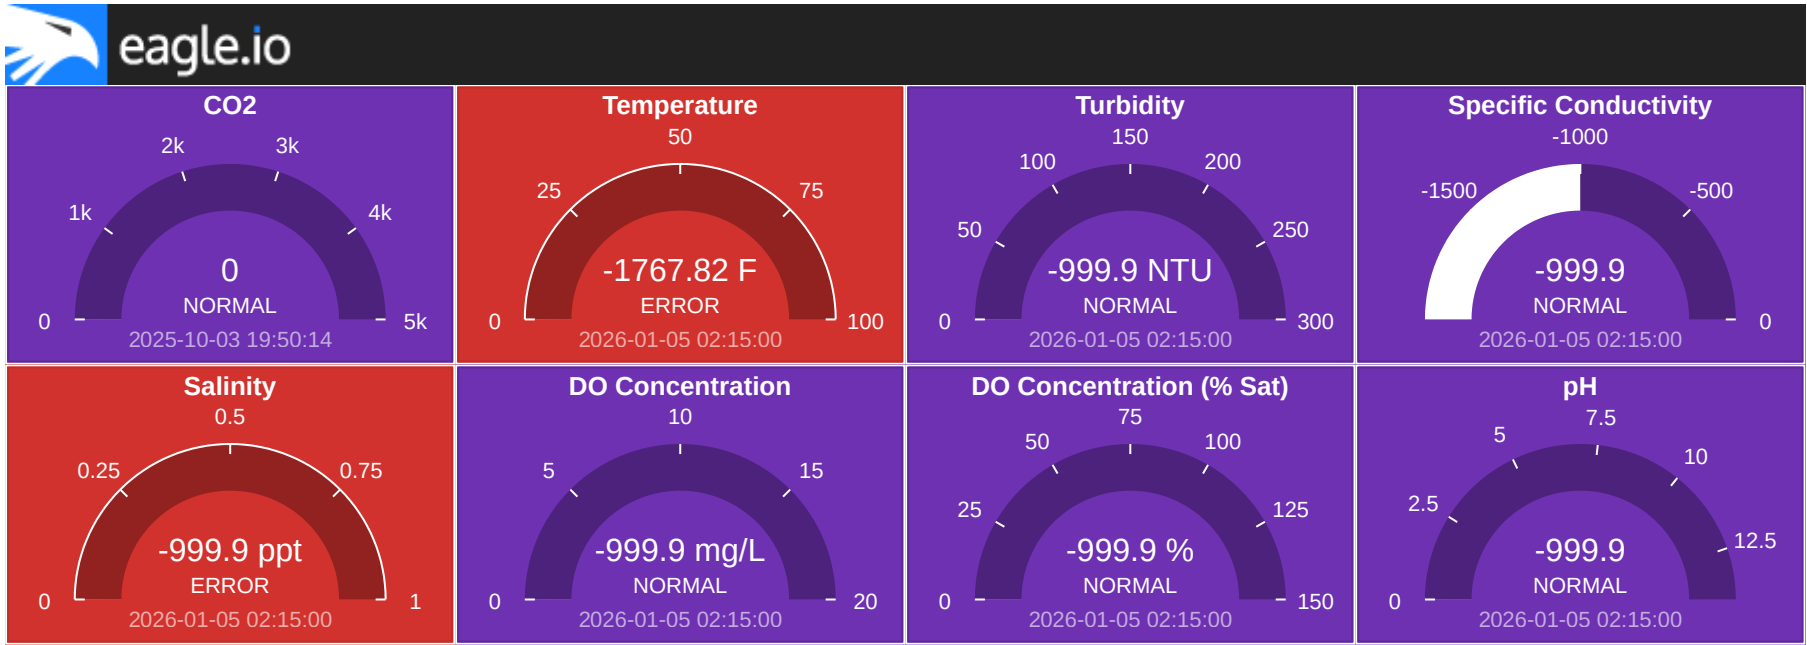 eagle.io
CO2
2k
3k
1k
4k
0
NORMAL
0
5k
2025-10-03 19:50:14
Temperature
50
25
75
-1767.82 F
ERROR
0
100
2026-01-05 02:15:00
Turbidity
150
100
200
50
250
-999.9 NTU
NORMAL
0
300
2026-01-05 02:15:00
Specific Conductivity
-1000
-1500
-500
-999.9
NORMAL
0
2026-01-05 02:15:00
Salinity
0.5
0.25
0.75
-999.9 ppt
ERROR
0
1
2026-01-05 02:15:00
DO Concentration
10
5
15
-999.9 mg/L
NORMAL
0
20
2026-01-05 02:15:00
DO Concentration (% Sat)
75
50
100
25
125
-999.9 %
NORMAL
0
150
2026-01-05 02:15:00
pH
7.5
5
10
2.5
12.5
-999.9
NORMAL
0
2026-01-05 02:15:00